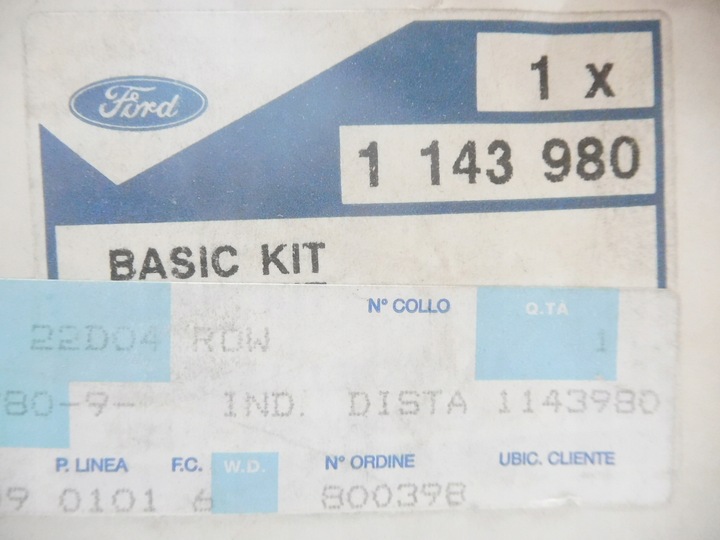 Ford
1 x
1 143 980
BASIC KIT
N° COLLO
Q.TÀ
22D04 ROW 1
80-9- IND. DISTA 1143980
P. LINEA F.C. W.D. N° ORDINE UBIC. CLIENTE
9 0101 6 800398